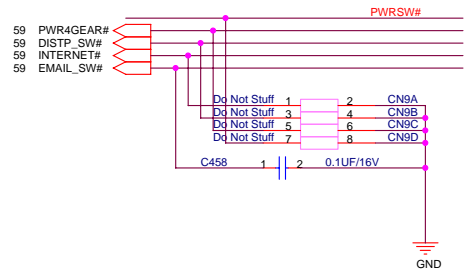 PWRSW#
59 PWR4GEAR#
59 DISTP_SW#
59 INTERNET#
59 EMAIL_SW#
Do Not Stuff 1 2 CN9A
Do Not Stuff 3 4 CN9B
Do Not Stuff 5 6 CN9C
Do Not Stuff 7 8 CN9D
C458 1 2 0.1UF/16V
GND